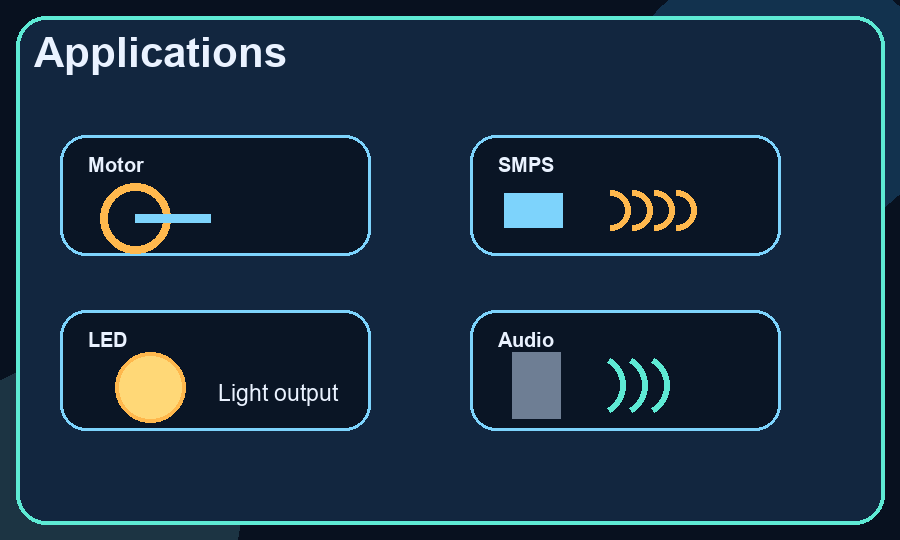 Applications
Motor
SMPS
LED
Light output
Audio